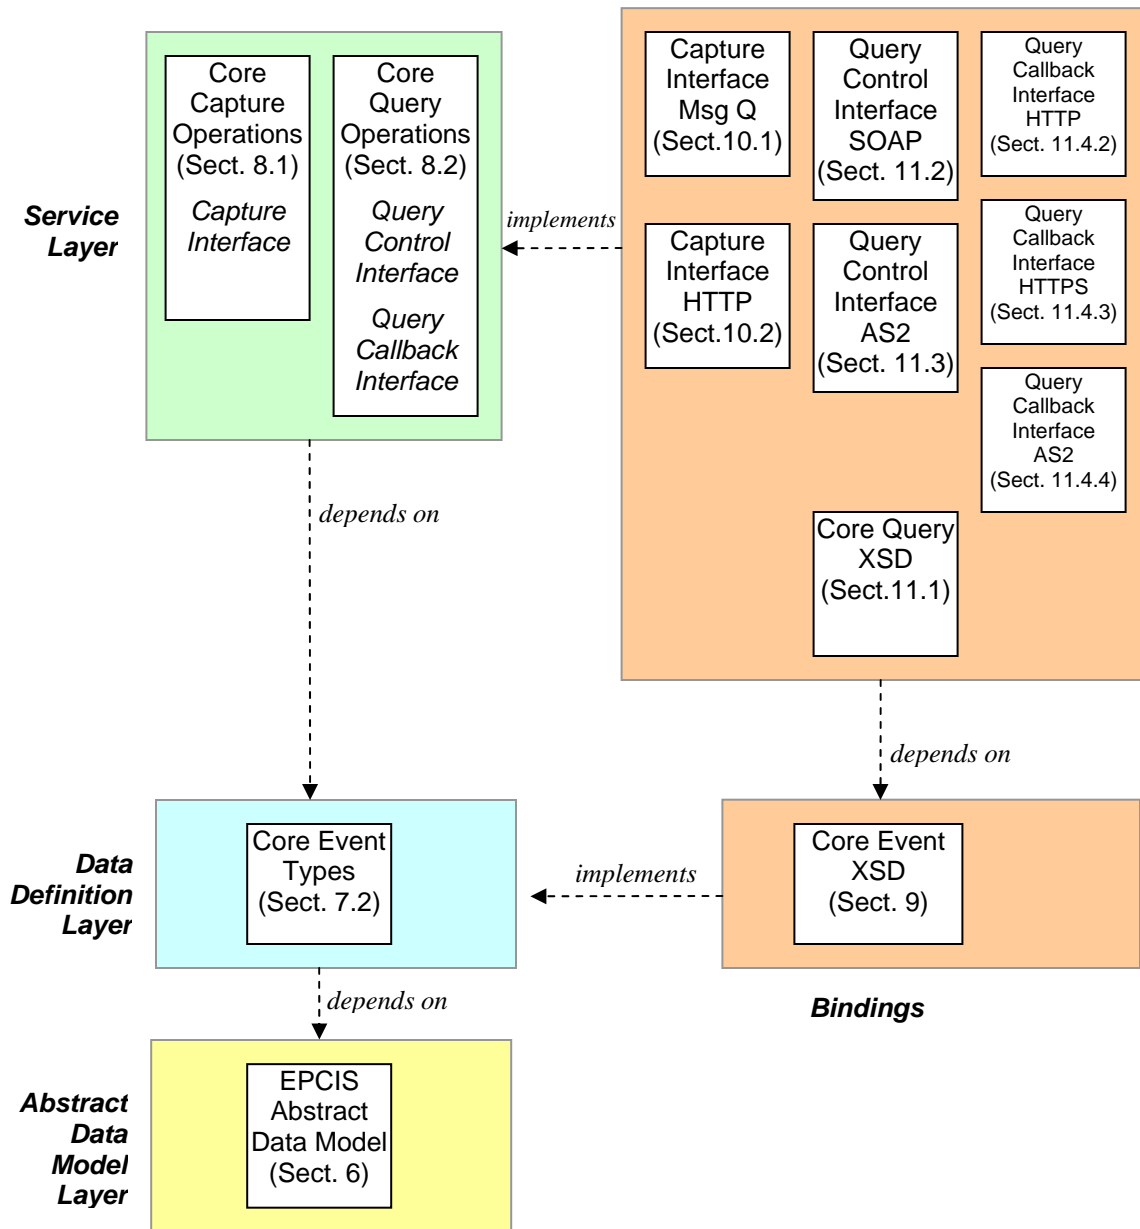 Service
Layer
Core
Capture
Operations
(Sect. 8.1)
Capture
Interface
Core
Query
Operations
(Sect. 8.2)
Query
Control
Interface
Query
Callback
Interface
implements
Capture
Interface
Msg Q
(Sect.10.1)
Query
Control
Interface
SOAP
(Sect. 11.2)
Query
Callback
Interface
HTTP
(Sect. 11.4.2)
Capture
Interface
HTTP
(Sect.10.2)
Query
Control
Interface
AS2
(Sect. 11.3)
Query
Callback
Interface
HTTPS
(Sect. 11.4.3)
Query
Callback
Interface
AS2
(Sect. 11.4.4)
Core Query
XSD
(Sect.11.1)
depends on
depends on
Data
Definition
Layer
Core Event
Types
(Sect. 7.2)
implements
Core Event
XSD
(Sect. 9)
depends on
Bindings
Abstract
Data
Model
Layer
EPCIS
Abstract
Data Model
(Sect. 6)